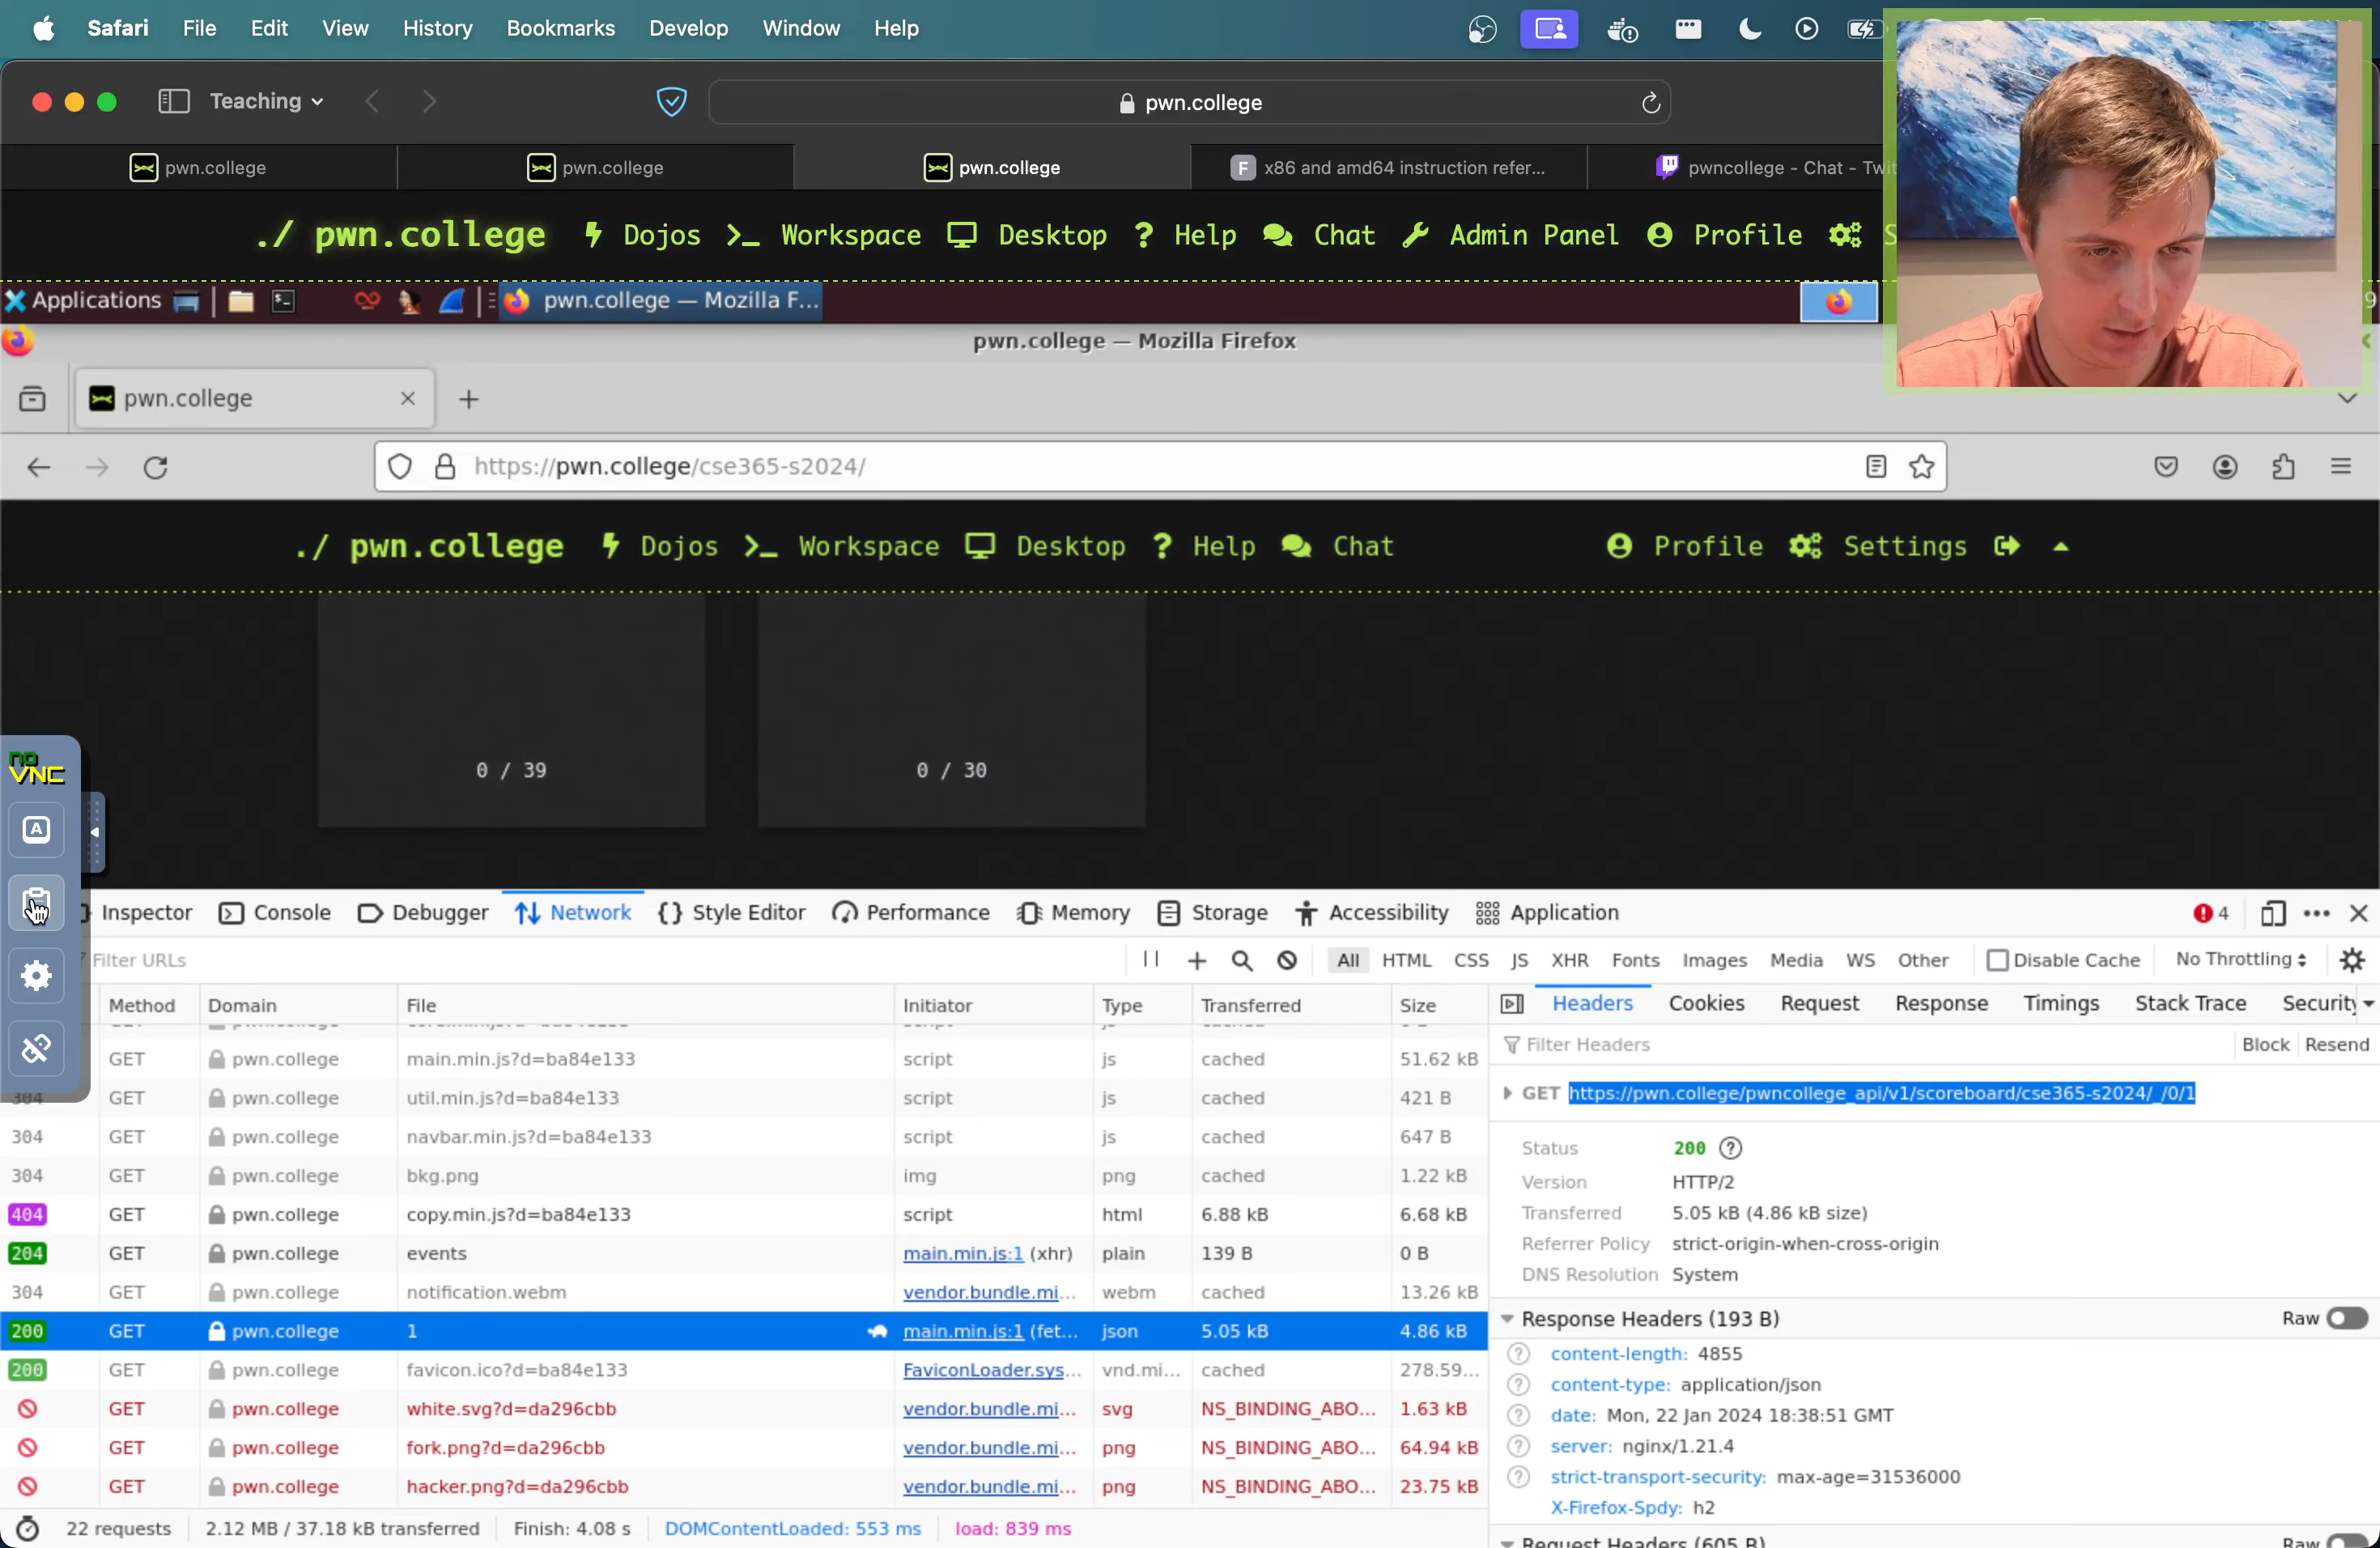 Safari File Edit View History Bookmarks Develop Window Help
Teaching
pwn.college
pwn.college
pwn.college
pwn.college
F x86 and amd64 instruction refer...
pwncollege - Chat - Twi
./ pwn.college Dojos >_ Workspace Desktop ? Help Chat Admin Panel Profile S
Applications pwn.college — Mozilla F...
pwn.college — Mozilla Firefox
pwn.college
https://pwn.college/cse365-s2024/
./ pwn.college Dojos >_ Workspace Desktop ? Help Chat Profile Settings
0 / 39
0 / 30
no
VNC
A
Inspector Console Debugger Network Style Editor Performance Memory Storage Accessibility Application 4
Filter URLs
All HTML CSS JS XHR Fonts Images Media WS Other Disable Cache No Throttling
Method Domain File Initiator Type Transferred Size
GET pwn.college main.min.js?d=ba84e133 script js cached 51.62 kB
304 GET pwn.college util.min.js?d=ba84e133 script js cached 421 B
304 GET pwn.college navbar.min.js?d=ba84e133 script js cached 647 B
304 GET pwn.college bkg.png img png cached 1.22 kB
404 GET pwn.college copy.min.js?d=ba84e133 script html 6.88 kB 6.68 kB
204 GET pwn.college events main.min.js:1 (xhr) plain 139 B 0 B
304 GET pwn.college notification.webm vendor.bundle.mi... webm cached 13.26 kB
200 GET pwn.college 1 main.min.js:1 (fet... json 5.05 kB 4.86 kB
200 GET pwn.college favicon.ico?d=ba84e133 FaviconLoader.sys... vnd.mi... cached 278.59...
GET pwn.college white.svg?d=da296cbb vendor.bundle.mi... svg NS_BINDING_ABO... 1.63 kB
GET pwn.college fork.png?d=da296cbb vendor.bundle.mi... png NS_BINDING_ABO... 64.94 kB
GET pwn.college hacker.png?d=da296cbb vendor.bundle.mi... png NS_BINDING_ABO... 23.75 kB
22 requests 2.12 MB / 37.18 kB transferred Finish: 4.08 s DOMContentLoaded: 553 ms load: 839 ms
Headers Cookies Request Response Timings Stack Trace Security
Filter Headers Block Resend
GET https://pwn.college/pwncollege_api/v1/scoreboard/cse365-s2024/_/0/1
Status 200
Version HTTP/2
Transferred 5.05 kB (4.86 kB size)
Referrer Policy strict-origin-when-cross-origin
DNS Resolution System
Response Headers (193 B) Raw
content-length: 4855
content-type: application/json
date: Mon, 22 Jan 2024 18:38:51 GMT
server: nginx/1.21.4
strict-transport-security: max-age=31536000
X-Firefox-Spdy: h2
Request Headers (605 B) Raw